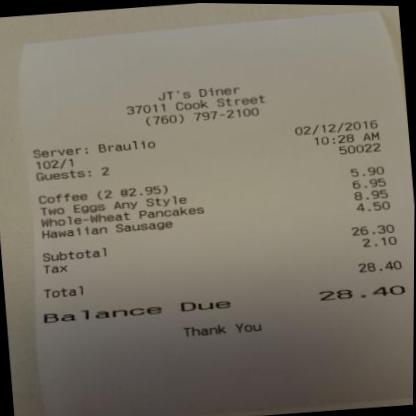 JT's Diner
37011 Cook Street
(760) 797-2100
Server: Braulio 02/12/2016
102/1 10:28 AM
Guests: 2 50022
Coffee (2 @2.95) 5.90
Two Eggs Any Style 6.95
Whole-Wheat Pancakes 8.95
Hawaiian Sausage 4.50
Subtotal 26.30
Tax 2.10
Total 28.40
Balance Due 28.40
Thank You